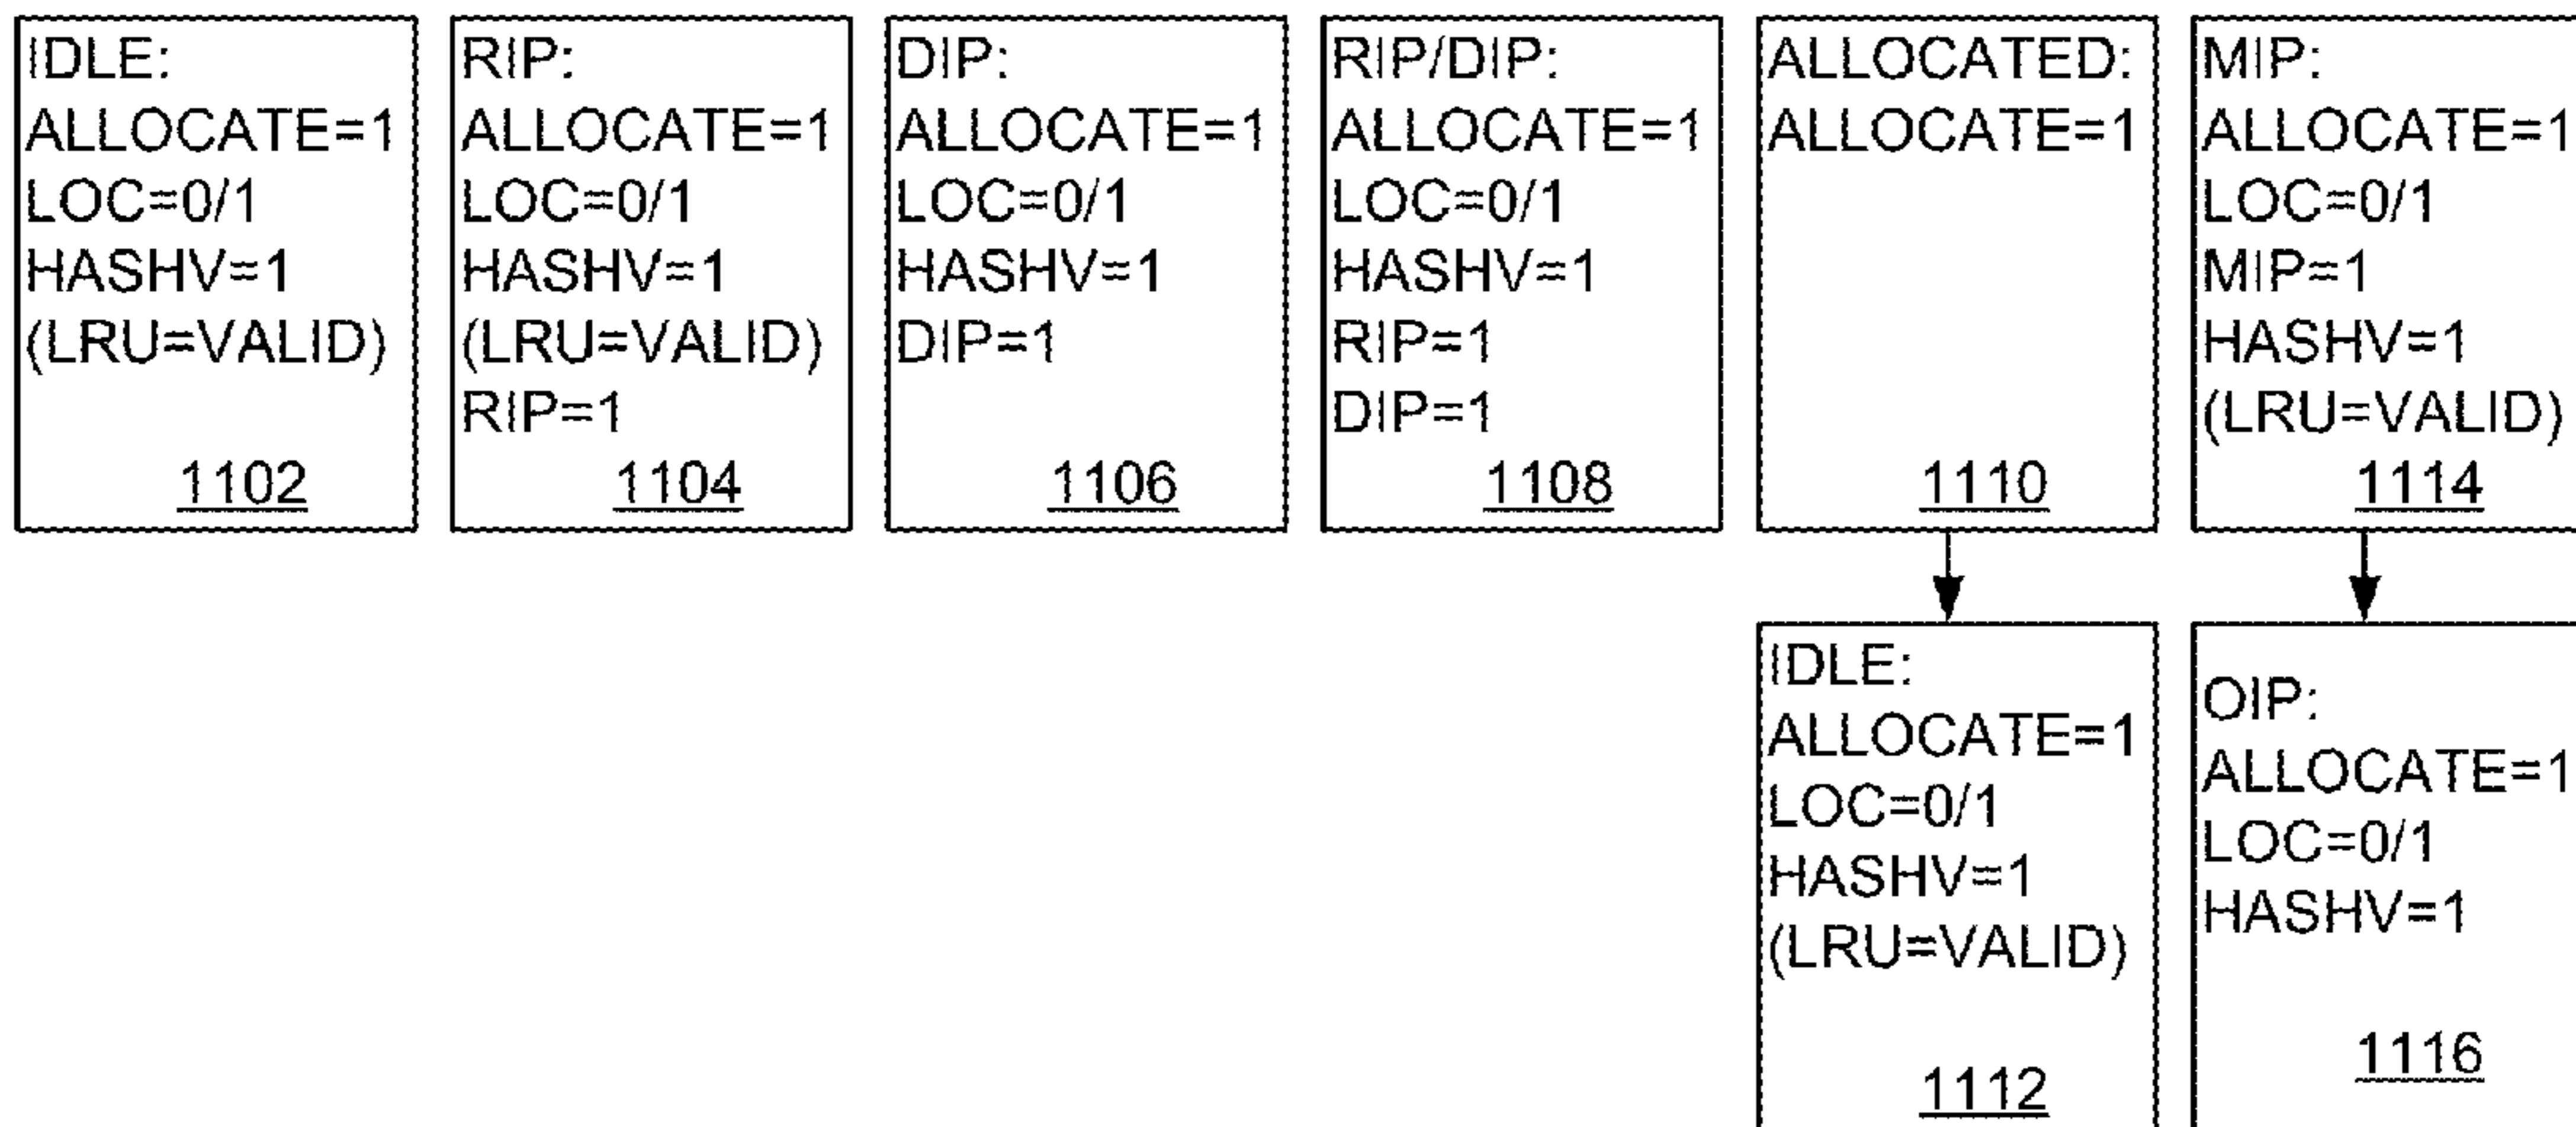 IDLE:
ALLOCATE=1
LOC=0/1
HASHV=1
(LRU=VALID)
1102
RIP:
ALLOCATE=1
LOC=0/1
HASHV=1
(LRU=VALID)
RIP=1
1104
DIP:
ALLOCATE=1
LOC=0/1
HASHV=1
DIP=1
1106
RIP/DIP:
ALLOCATE=1
LOC=0/1
HASHV=1
RIP=1
DIP=1
1108
ALLOCATED:
ALLOCATE=1
1110
MIP:
ALLOCATE=1
LOC=0/1
MIP=1
HASHV=1
(LRU=VALID)
1114
IDLE:
ALLOCATE=1
LOC=0/1
HASHV=1
(LRU=VALID)
1112
OIP:
ALLOCATE=1
LOC=0/1
HASHV=1
1116